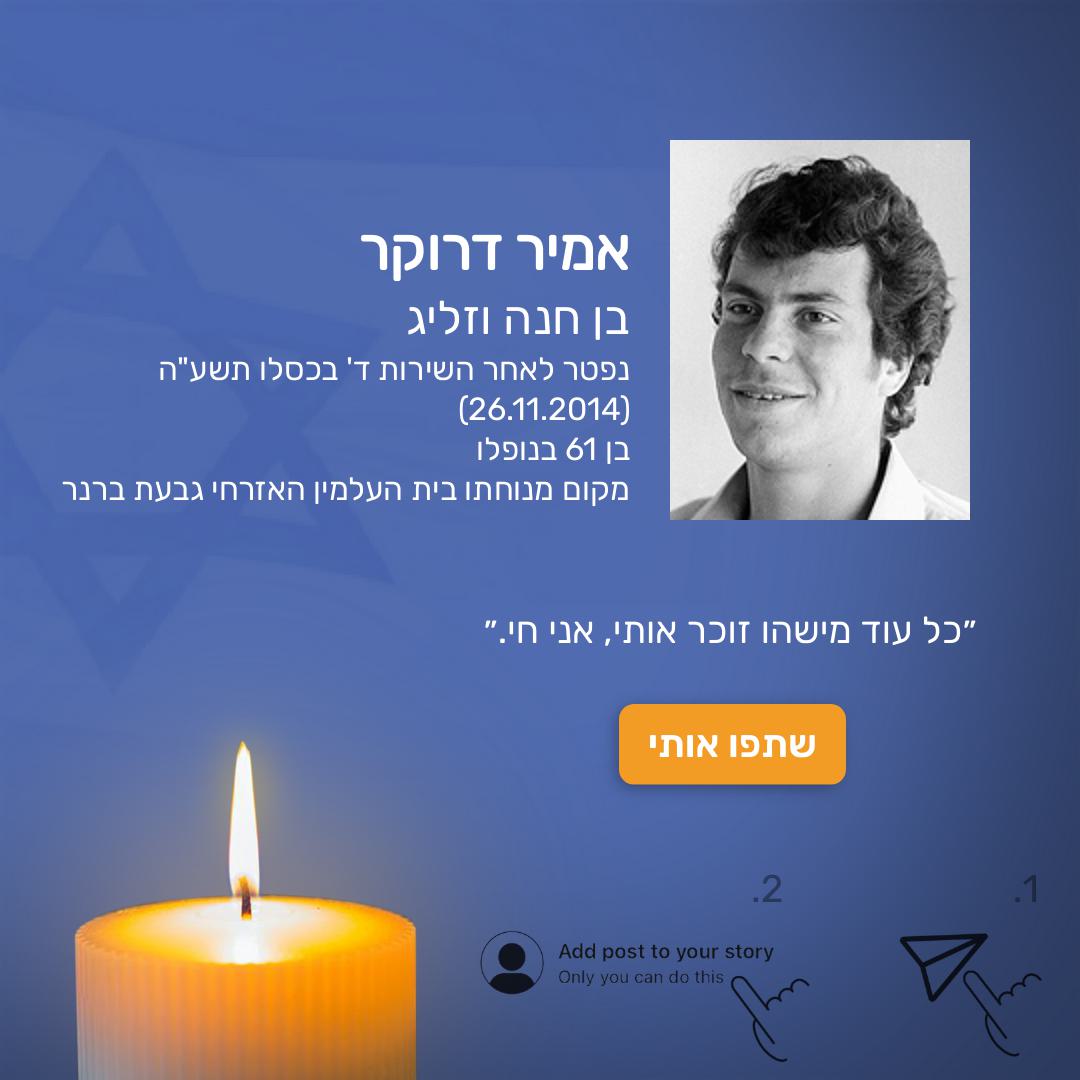 אמיר דרוקר
בן חנה וזליג
נפטר לאחר השירות ד' בכסלו תשע"ה
(26.11.2014)
בן 61 בנופלו
מקום מנוחתו בית העלמין האזרחי גבעת ברנר
״כל עוד מישהו זוכר אותי, אני חי.״
שתפו אותי
1.
2.
Add post to your story
Only you can do this